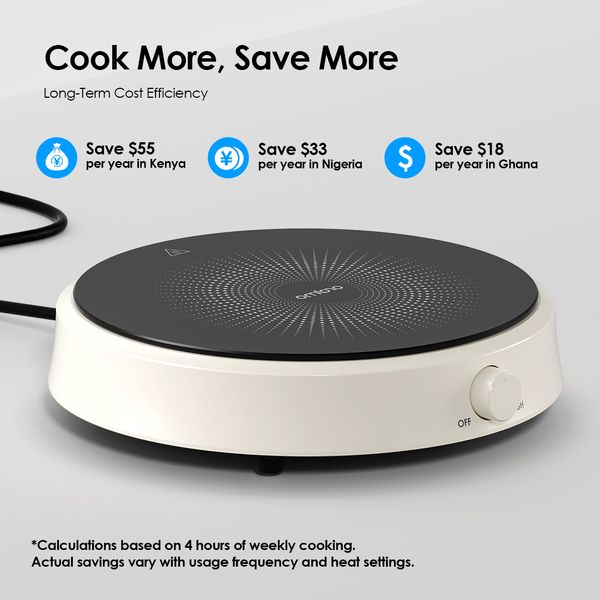 Cook More, Save More
Long-Term Cost Efficiency
Save $55
per year in Kenya
Save $33
per year in Nigeria
Save $18
per year in Ghana
oraimo
OFF
*Calculations based on 4 hours of weekly cooking.
Actual savings vary with usage frequency and heat settings.